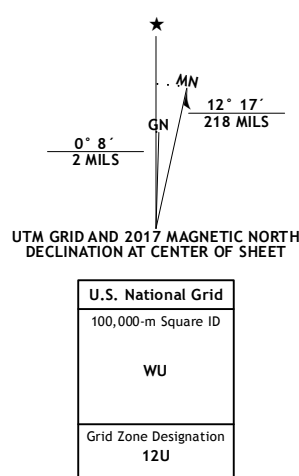 ★
MN
GN
12° 17´
218 MILS
0° 8´
2 MILS
UTM GRID AND 2017 MAGNETIC NORTH
DECLINATION AT CENTER OF SHEET
U.S. National Grid
100,000-m Square ID
WU
Grid Zone Designation
12U